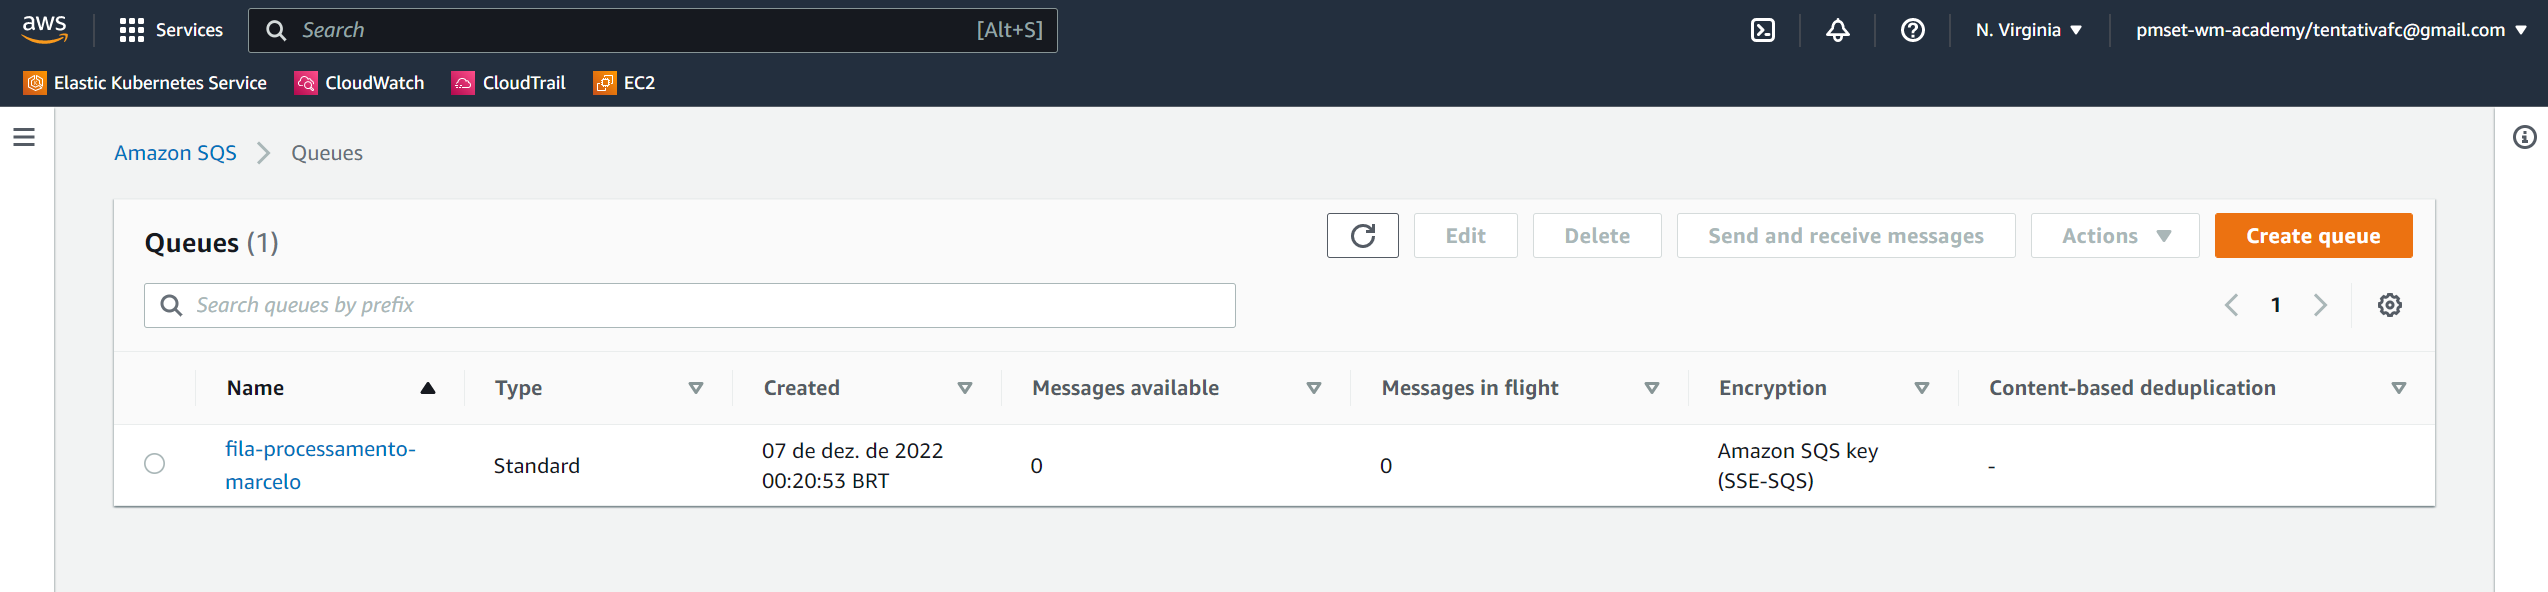 aws
Services
Search [Alt+S]
N. Virginia
pmset-wm-academy/tentativafc@gmail.com
Elastic Kubernetes Service CloudWatch CloudTrail EC2
Amazon SQS Queues
Queues (1)
Edit Delete Send and receive messages Actions Create queue
Search queues by prefix
1
Name Type Created Messages available Messages in flight Encryption Content-based deduplication
fila-processamento-
marcelo
Standard
07 de dez. de 2022
00:20:53 BRT
0
0
Amazon SQS key
(SSE-SQS)
-